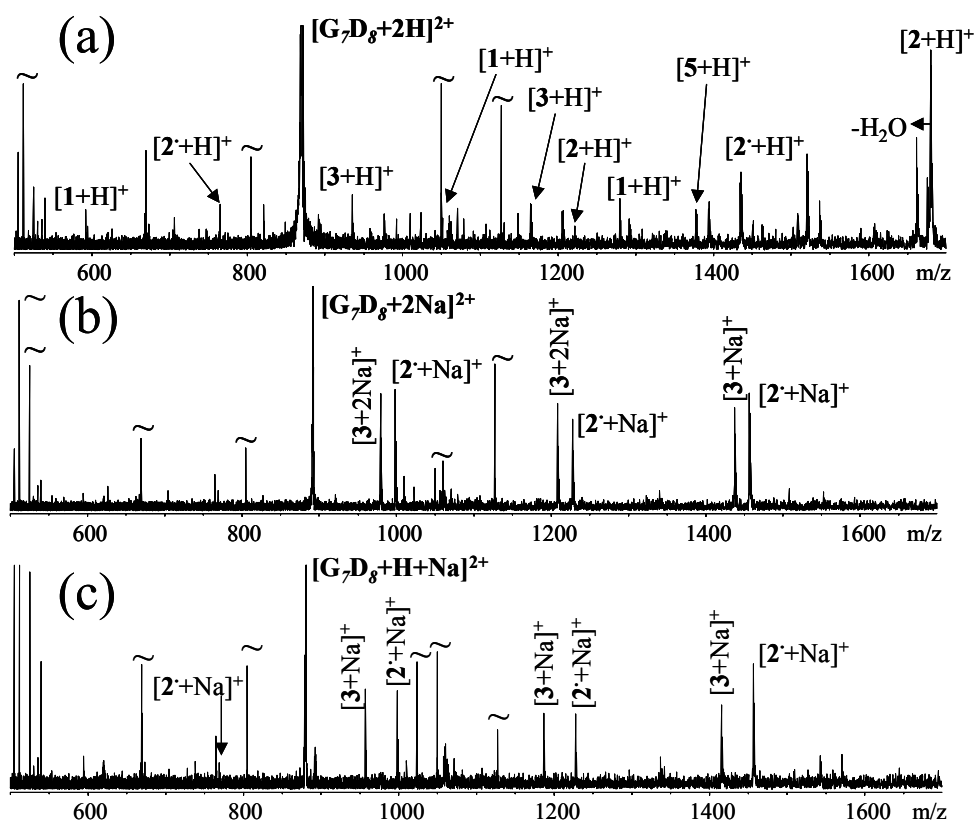 (a)
[G7D8+2H]2+
[2+H]+
[1+H]+
[5+H]+
[3+H]+
-H2O
[2·+H]+
[2+H]+
[2·+H]+
[3+H]+
[1+H]+
[1+H]+
~ ~ ~ ~
600 800 1000 1200 1400 1600 m/z
(b)
[G7D8+2Na]2+
[3+2Na]+
[2·+Na]+
[3+2Na]+
[2·+Na]+
[3+Na]+
[2·+Na]+
~ ~ ~ ~ ~ ~
600 800 1000 1200 1400 1600 m/z
(c)
[G7D8+H+Na]2+
[2·+Na]+
[3+Na]+
[2·+Na]+
[3+Na]+
[2·+Na]+
[3+Na]+
[2·+Na]+
~ ~ ~ ~ ~
600 800 1000 1200 1400 1600 m/z